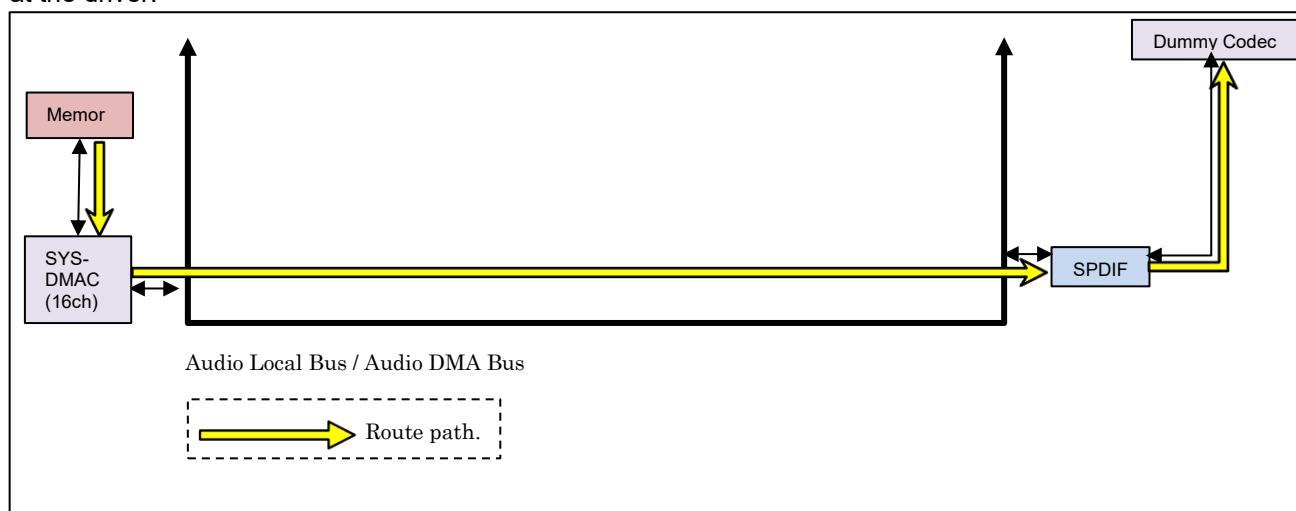 Dummy Codec
Memor
SYS-
DMAC
(16ch)
SPDIF
Audio Local Bus / Audio DMA Bus
Route path.